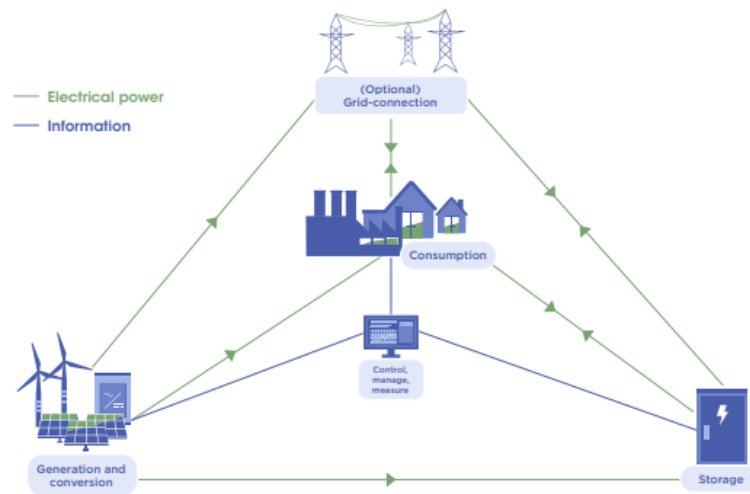 (Optional)
Grid-connection
Electrical power
Information
Consumption
Control,
manage,
measure
Generation and
conversion
Storage